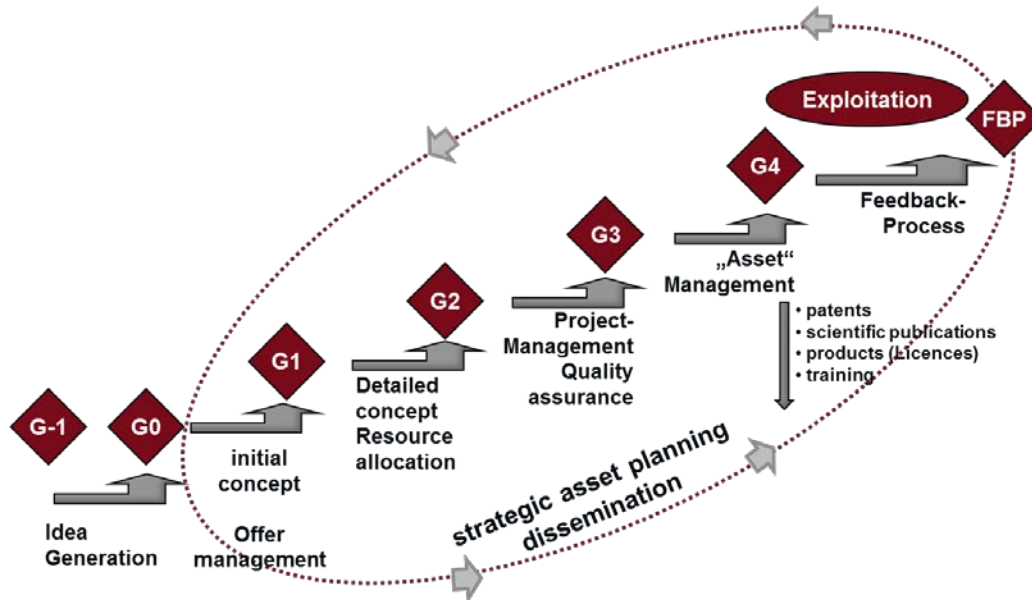 Exploitation
FBP
G4
Feedback-
Process
G3
„Asset“
Management
• patents
• scientific publications
• products (Licences)
• training
G2
Project-
Management
Quality
assurance
G1
Detailed
concept
Resource
allocation
G-1
G0
initial
concept
Idea
Generation
Offer
management
strategic asset planning
dissemination